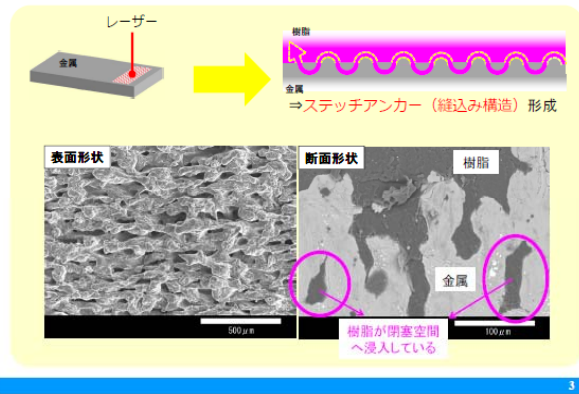 レーザー
金属
樹脂
金属
⇒ステッチアンカー（縫込み構造）形成
表面形状
500μm
断面形状
樹脂
金属
100μm
樹脂が閉塞空間
へ浸入している
3